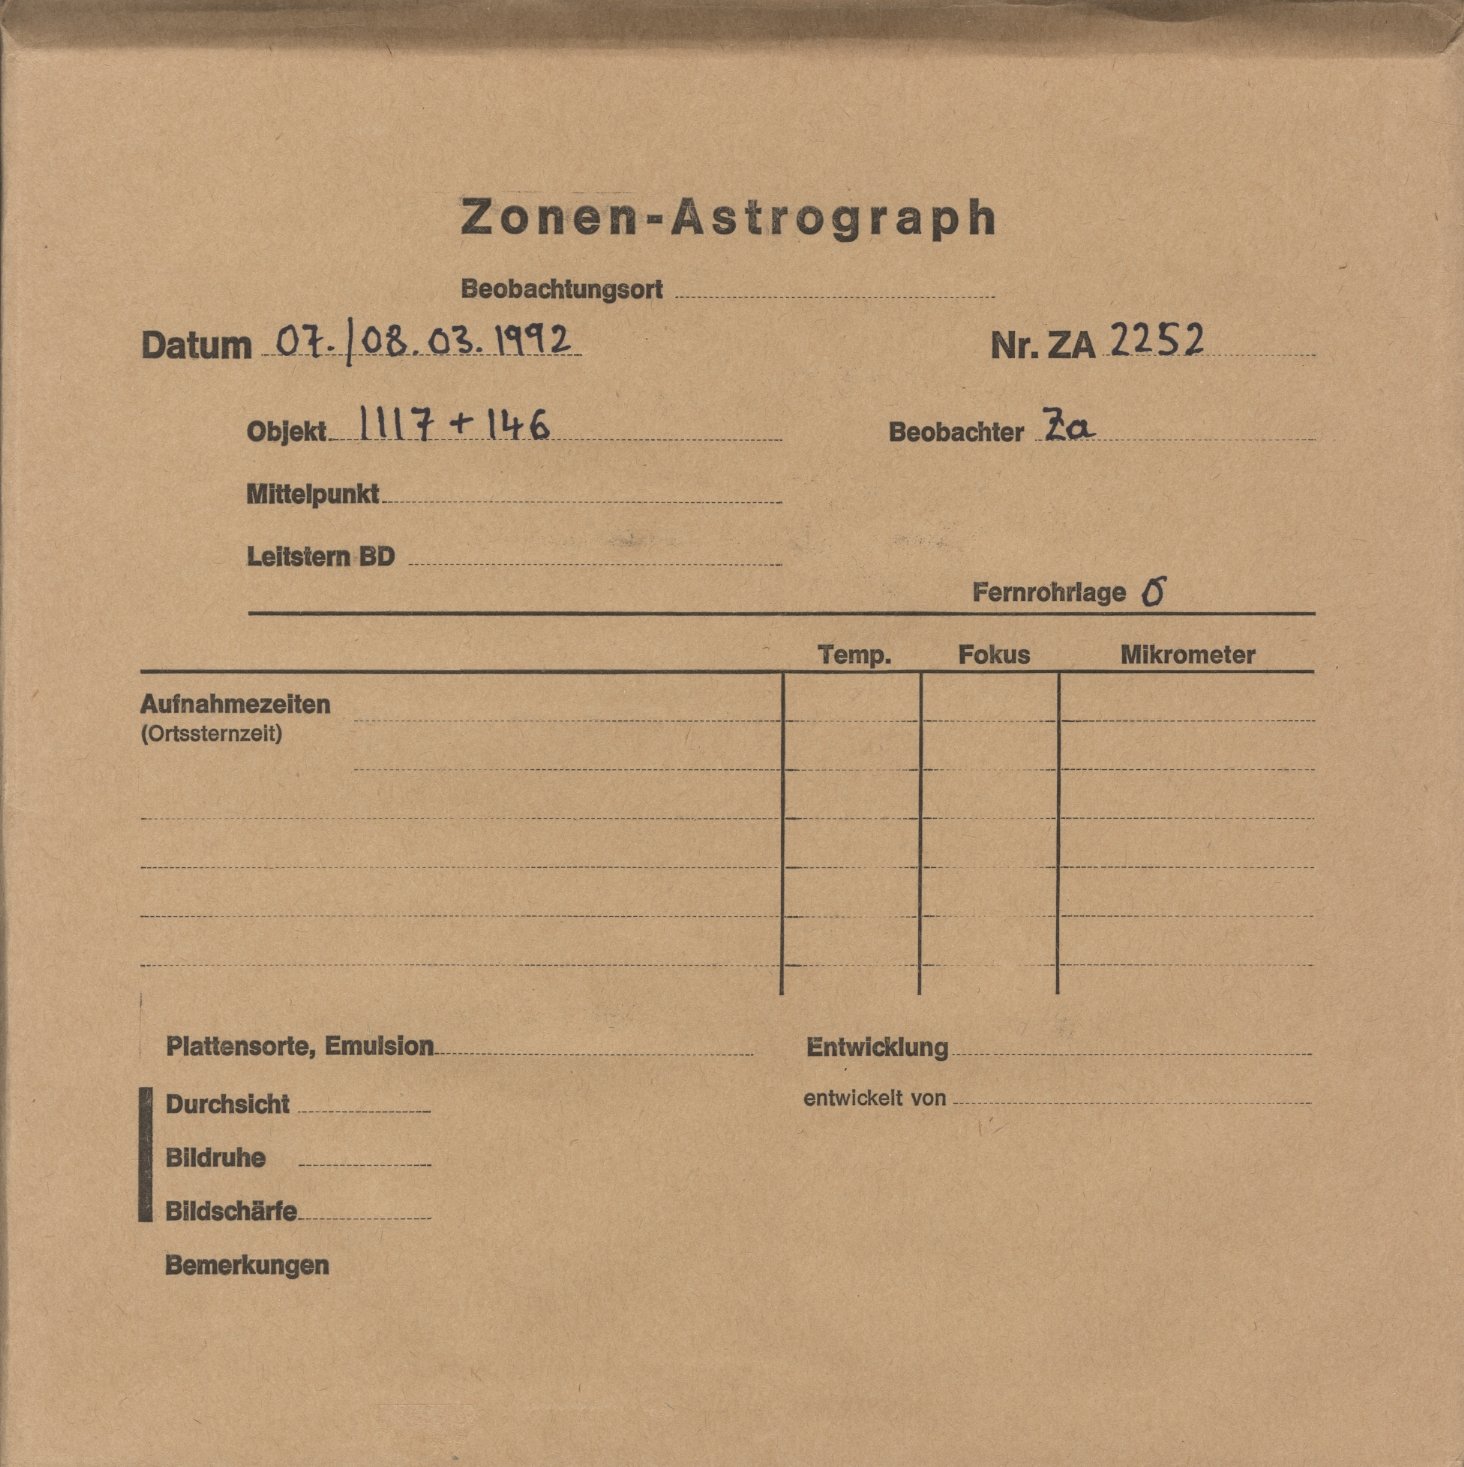 Zonen-Astrograph
Beobachtungsort
Datum 07./08.03.1992 Nr. ZA 2252
Objekt 1117+146 Beobachter Za
Mittelpunkt
Leitstern BD
Fernrohrlage Ö
Temp. Fokus Mikrometer
Aufnahmezeiten
(Ortssternzeit)
Plattensorte, Emulsion Entwicklung
Durchsicht entwickelt von
Bildruhe
Bildschärfe
Bemerkungen